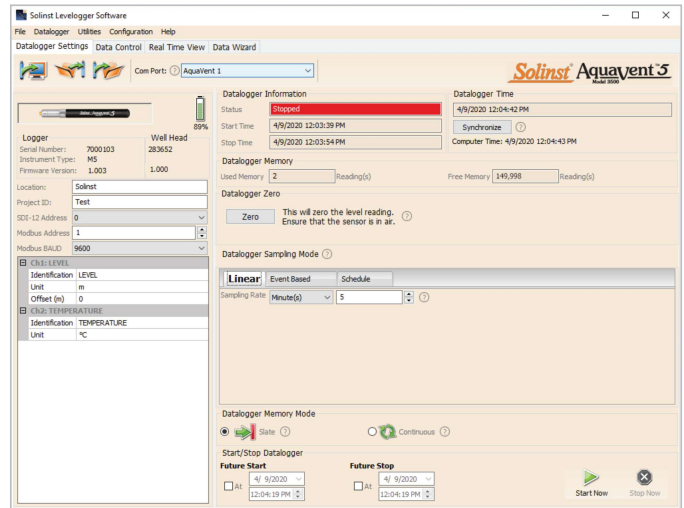 Solinst Levelogger Software
File Datalogger Utilities Configuration Help
Datalogger Settings Data Control Real Time View Data Wizard
Com Port: ? AquaVent 1
Solinst® Aquavent™5
Model 3500
89%
Logger Well Head
Serial Number: 7000103 283652
Instrument Type: M5
Firmware Version: 1.003 1.000
Location: Solinst
Project ID: Test
SDI-12 Address 0
Modbus Address 1
Modbus BAUD 9600
Ch1: LEVEL
Identification LEVEL
Unit m
Offset (m) 0
Ch2: TEMPERATURE
Identification TEMPERATURE
Unit °C
Datalogger Information
Status Stopped
Start Time 4/9/2020 12:03:39 PM
Stop Time 4/9/2020 12:03:54 PM
Datalogger Time
4/9/2020 12:04:42 PM
Synchronize ?
Computer Time: 4/9/2020 12:04:43 PM
Datalogger Memory
Used Memory 2 Reading(s) Free Memory 149,998 Reading(s)
Datalogger Zero
Zero This will zero the level reading. ?
Ensure that the sensor is in air.
Datalogger Sampling Mode ?
Linear Event Based Schedule
Sampling Rate Minute(s) 5 ?
Datalogger Memory Mode
Slate ? Continuous ?
Start/Stop Datalogger
Future Start Future Stop
At 4/ 9/2020 At 4/ 9/2020
12:04:19 PM 12:04:19 PM
Start Now Stop Now